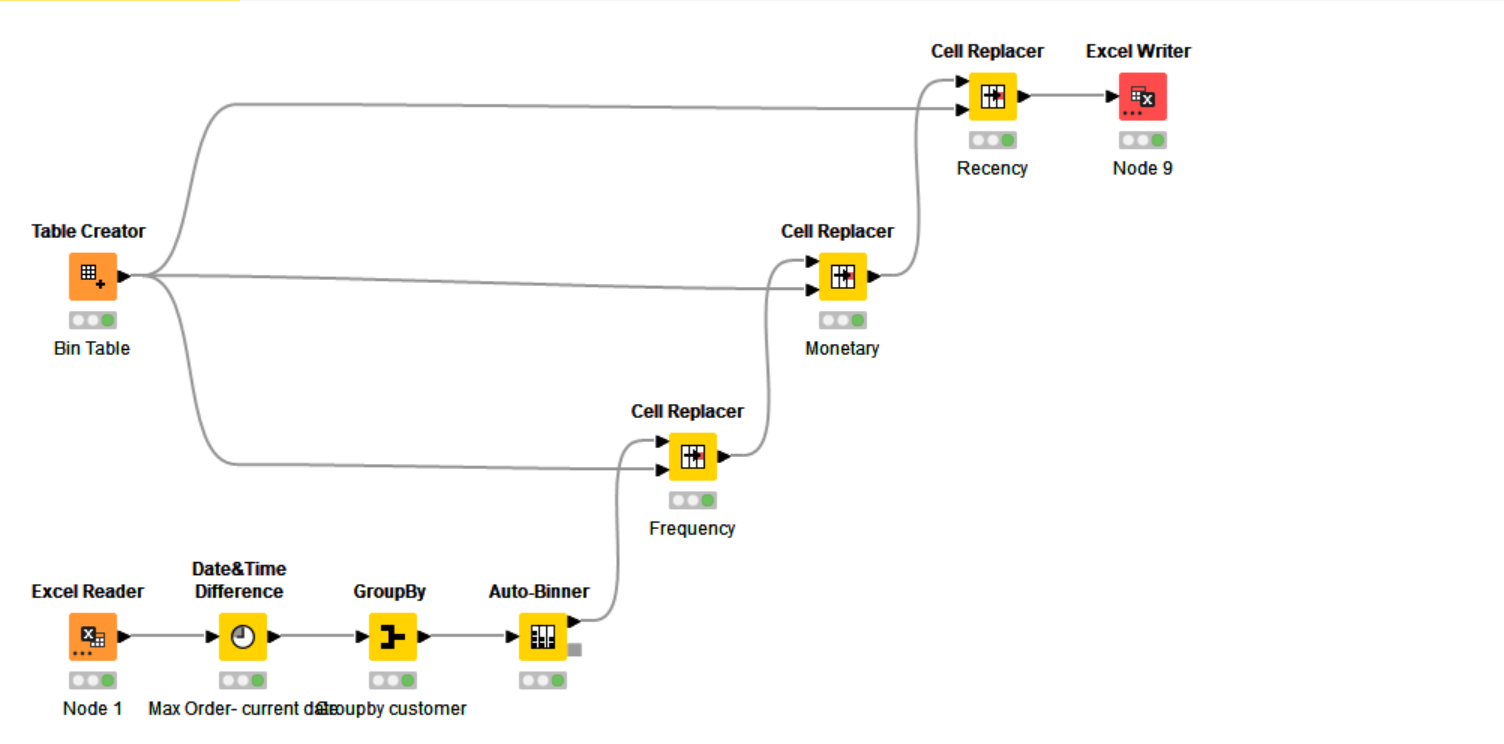 Cell Replacer
Excel Writer
Recency
Node 9
Table Creator
Cell Replacer
Bin Table
Monetary
Cell Replacer
Frequency
Excel Reader
Date&Time
Difference
GroupBy
Auto-Binner
Node 1
Max Order- current date
Groupby customer